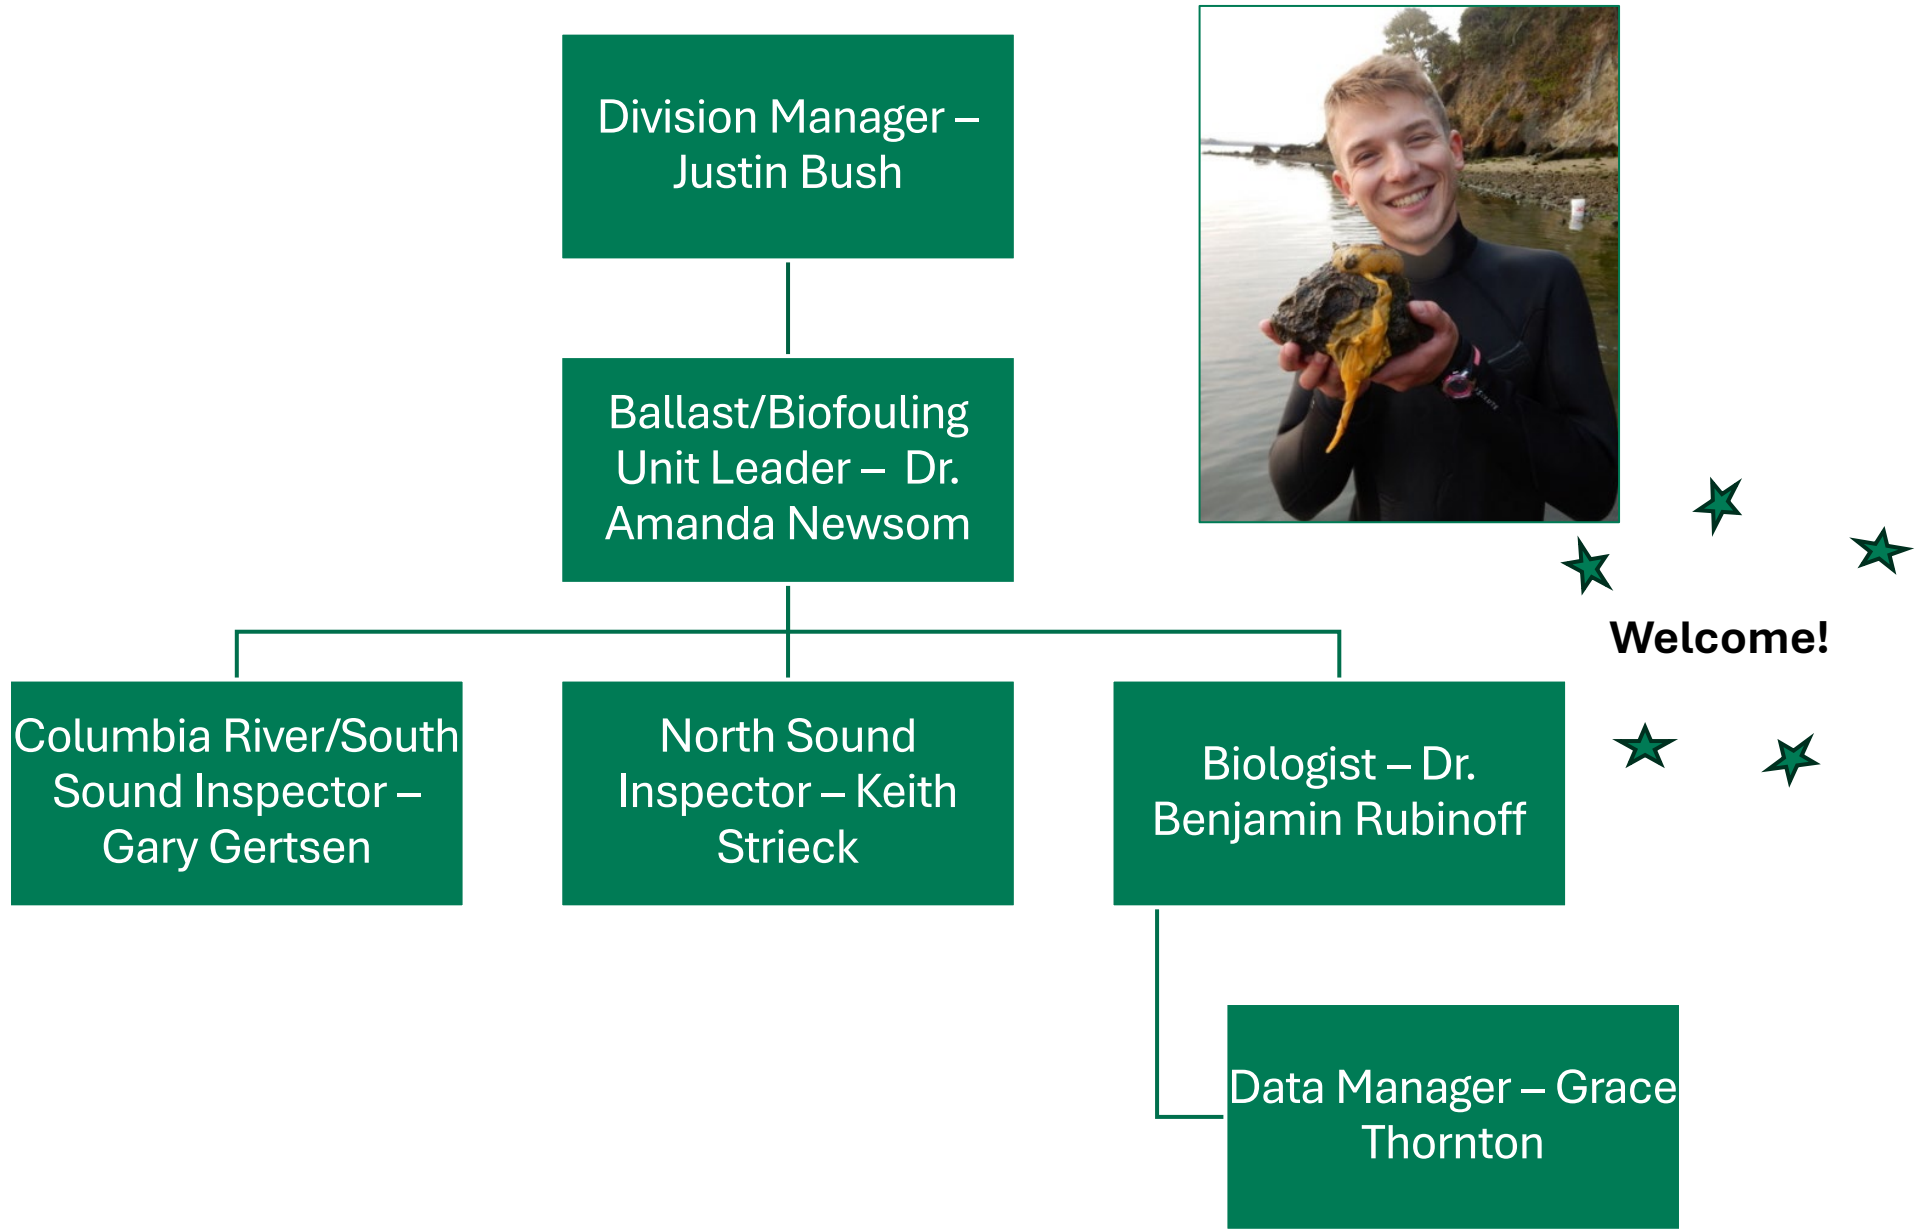 Division Manager –
Justin Bush
Ballast/Biofouling
Unit Leader – Dr.
Amanda Newsom
Welcome!
Columbia River/South
Sound Inspector –
Gary Gertsen
North Sound
Inspector – Keith
Strieck
Biologist – Dr.
Benjamin Rubinoff
Data Manager – Grace
Thornton